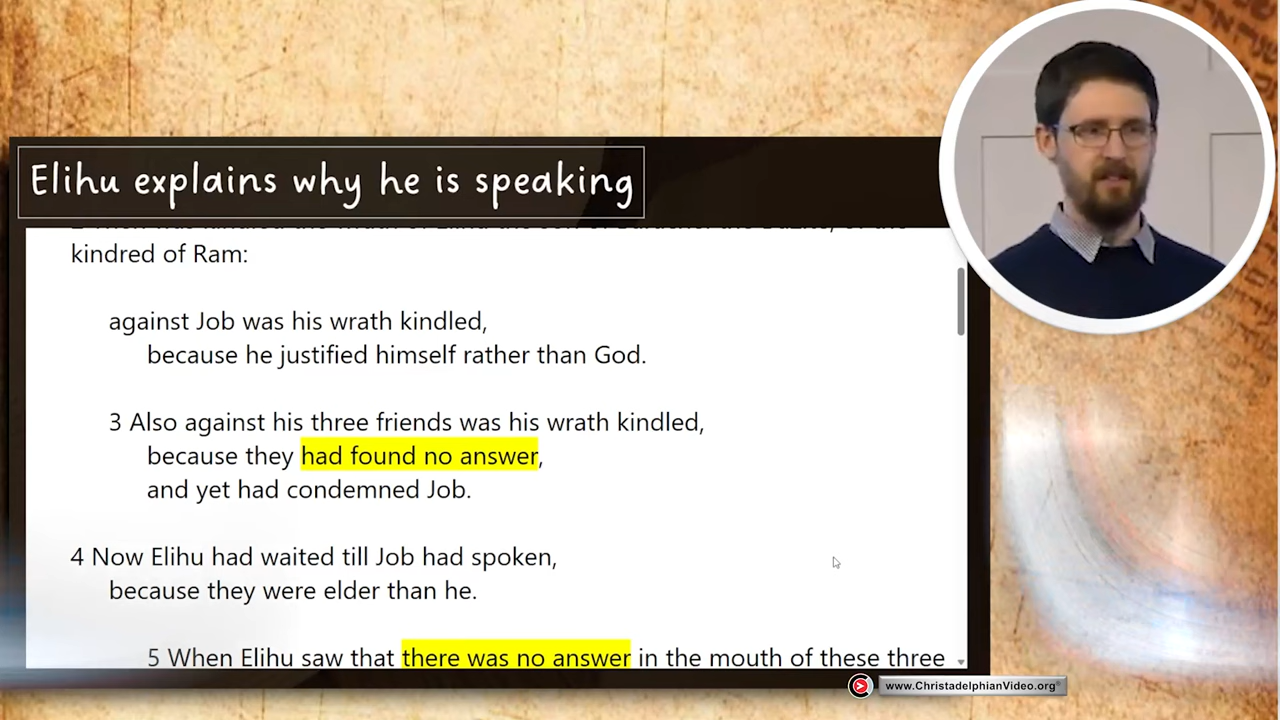 Elihu explains why he is speaking
kindred of Ram:
against Job was his wrath kindled,
because he justified himself rather than God.
3 Also against his three friends was his wrath kindled,
because they had found no answer,
and yet had condemned Job.
4 Now Elihu had waited till Job had spoken,
because they were elder than he.
5 When Elihu saw that there was no answer in the mouth of these three
www.ChristadelphianVideo.org